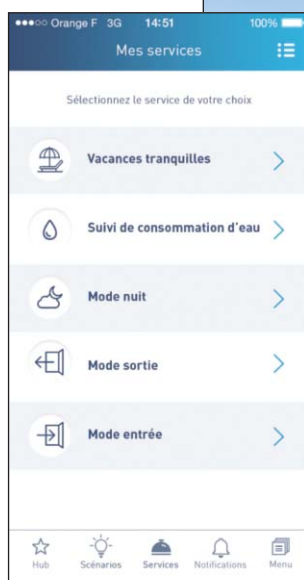 Orange F 3G 14:51 100%
Mes services
Sélectionnez le service de votre choix
Vacances tranquilles
Suivi de consommation d'eau
Mode nuit
Mode sortie
Mode entrée
Hub Scénarios Services Notifications Menu